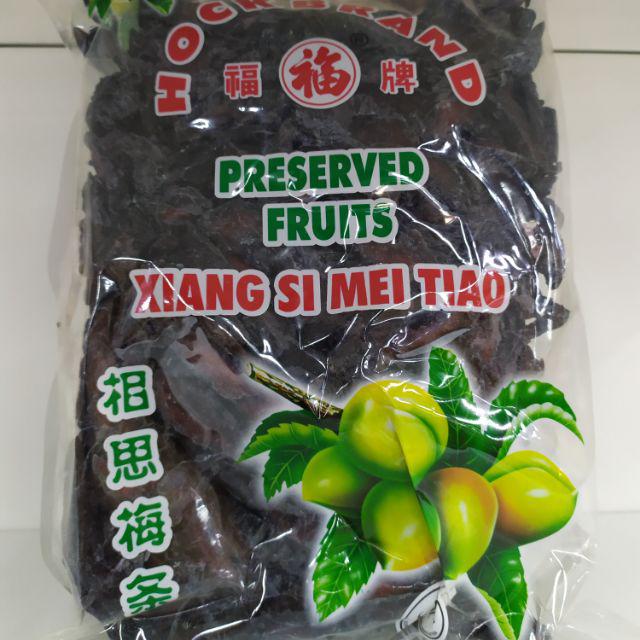 HOCK BRAND
福 福 ® 牌
PRESERVED
FRUITS
XIANG SI MEI TIAO
相思梅条